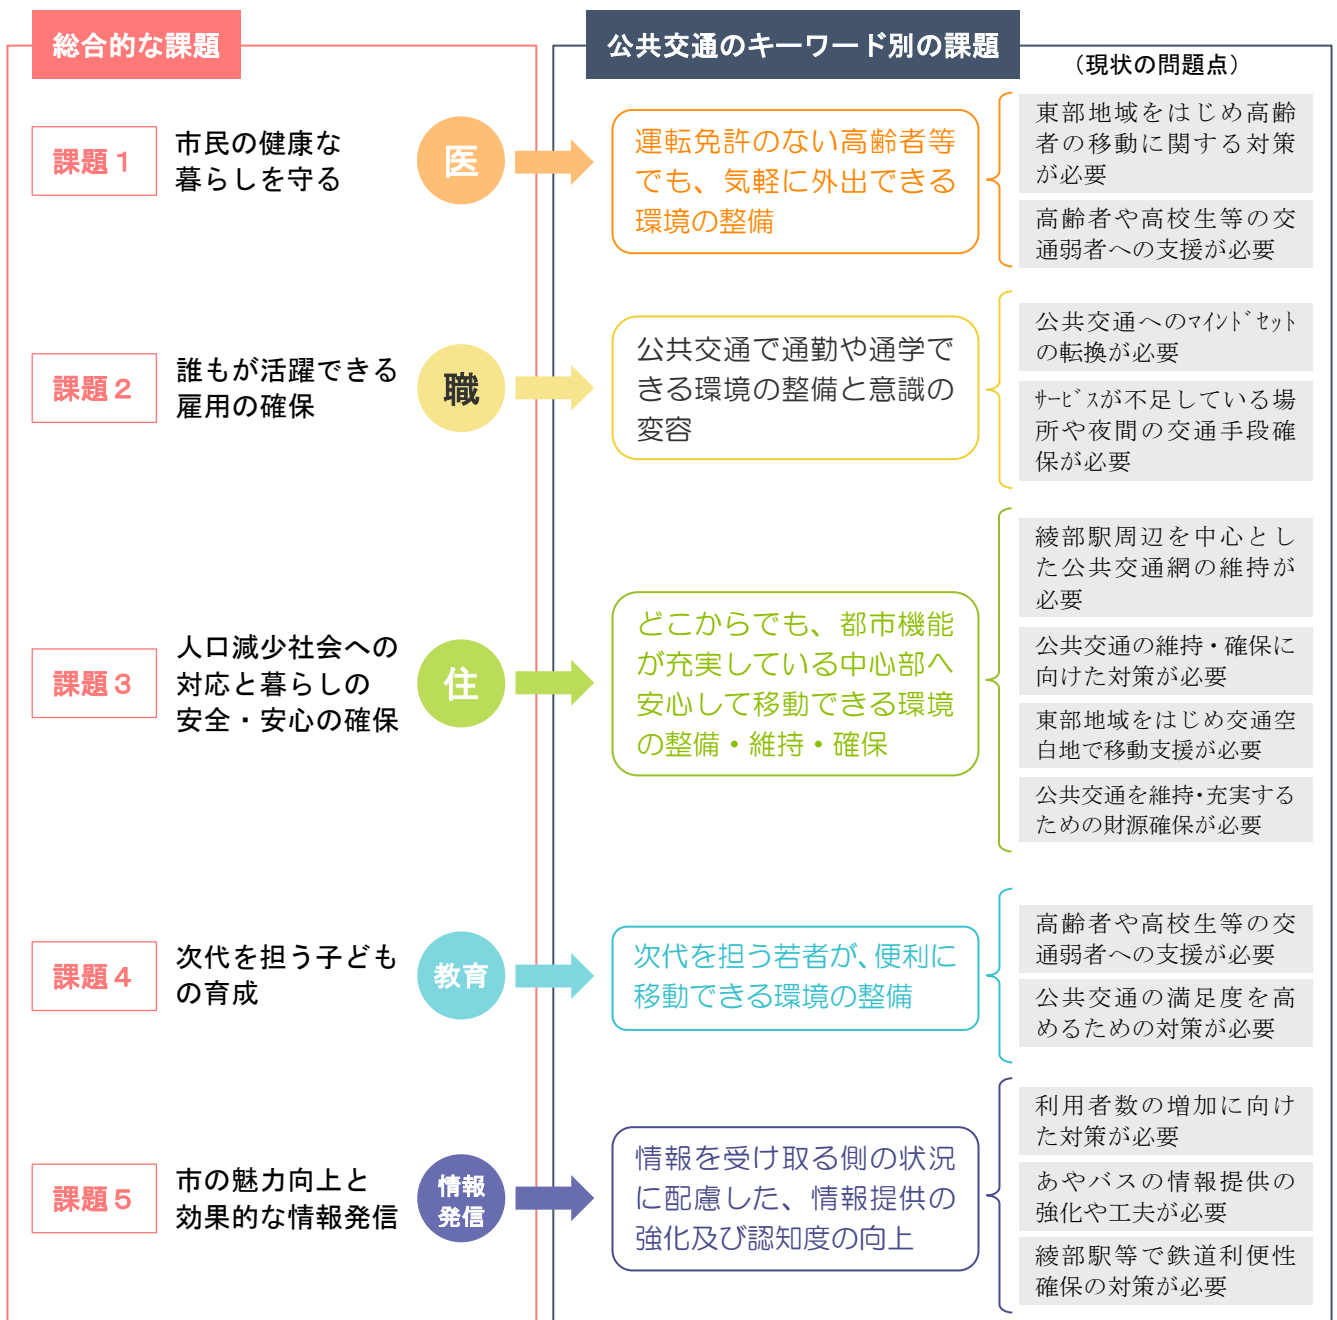 総合的な課題
公共交通のキーワード別の課題
（現状の問題点）
課題１
市民の健康な
暮らしを守る
医
運転免許のない高齢者等
でも、気軽に外出できる
環境の整備
東部地域をはじめ高齢
者の移動に関する対策
が必要
高齢者や高校生等の交
通弱者への支援が必要
課題２
誰もが活躍できる
雇用の確保
職
公共交通で通勤や通学で
きる環境の整備と意識の
変容
公共交通へのﾏｲﾝﾄﾞｾｯﾄ
の転換が必要
ｻｰﾋﾞｽが不足している場
所や夜間の交通手段確
保が必要
課題３
人口減少社会への
対応と暮らしの
安全・安心の確保
住
どこからでも、都市機能
が充実している中心部へ
安心して移動できる環境
の整備・維持・確保
綾部駅周辺を中心とし
た公共交通網の維持が
必要
公共交通の維持・確保に
向けた対策が必要
東部地域をはじめ交通空
白地で移動支援が必要
公共交通を維持・充実する
ための財源確保が必要
課題４
次代を担う子ども
の育成
教育
次代を担う若者が、便利に
移動できる環境の整備
高齢者や高校生等の交
通弱者への支援が必要
公共交通の満足度を高
めるための対策が必要
課題５
市の魅力向上と
効果的な情報発信
情報
発信
情報を受け取る側の状況
に配慮した、情報提供の
強化及び認知度の向上
利用者数の増加に向け
た対策が必要
あやバスの情報提供の
強化や工夫が必要
綾部駅等で鉄道利便性
確保の対策が必要